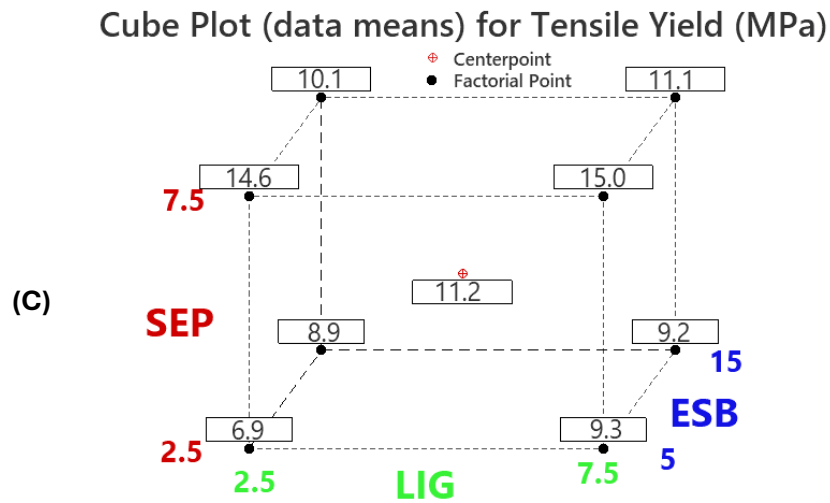 Cube Plot (data means) for Tensile Yield (MPa)
Centerpoint
Factorial Point
10.1
11.1
14.6
15.0
7.5
11.2
(C)
SEP
8.9
9.2
15
ESB
6.9
9.3
2.5
5
2.5
LIG
7.5